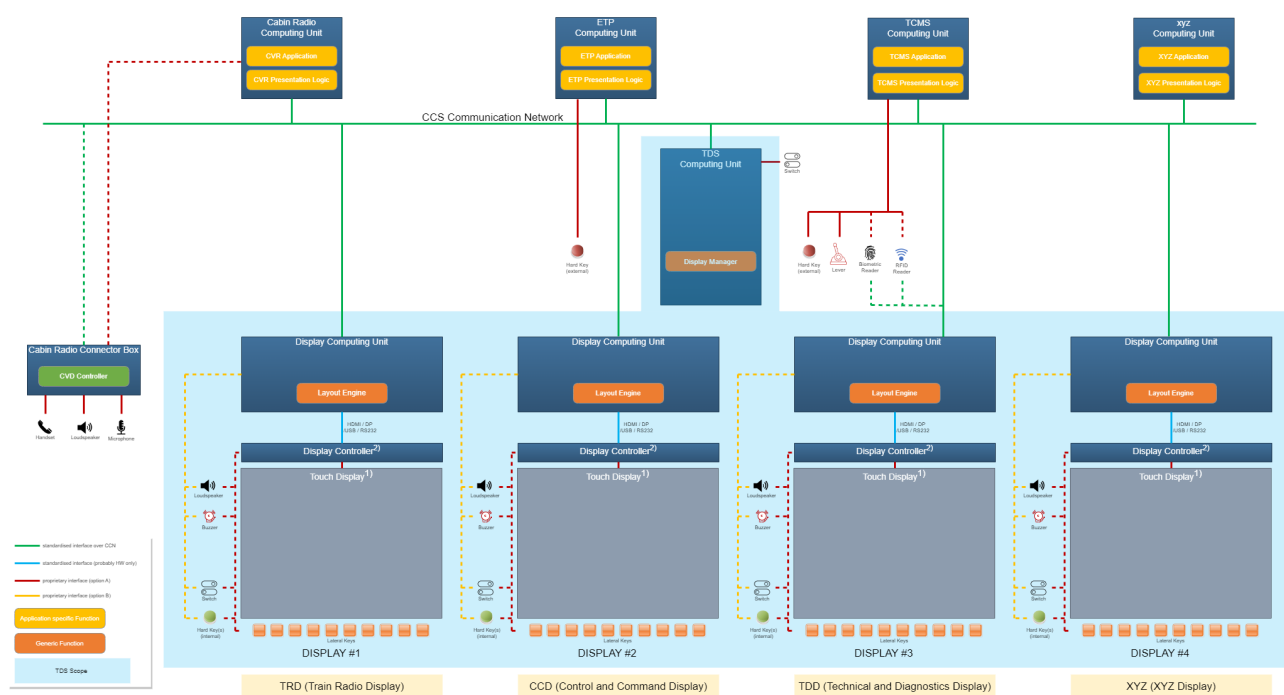 Cabin Radio
Computing Unit
CVR Application
CVR Presentation Logic
ETP
Computing Unit
ETP Application
ETP Presentation Logic
TCMS
Computing Unit
TCMS Application
TCMS Presentation Logic
xyz
Computing Unit
XYZ Application
XYZ Presentation Logic
CCS Communication Network
TDS
Computing Unit
Display Manager
Switch
Hard Key
(external)
Hard Key
(external)
Lever
Biometric
Reader
RFID
Reader
Cabin Radio Connector Box
CVD Controller
Handset
Loudspeaker
Microphone
Display Computing Unit
Layout Engine
HDMI / DP
/USB / RS232
Display Controller2)
Touch Display1)
Loudspeaker
Buzzer
Switch
Hard Key(s)
(internal)
Lateral Keys
DISPLAY #1
TRD (Train Radio Display)
Display Computing Unit
Layout Engine
HDMI / DP
/USB / RS232
Display Controller2)
Touch Display1)
Loudspeaker
Buzzer
Switch
Hard Key(s)
(internal)
Lateral Keys
DISPLAY #2
CCD (Control and Command Display)
Display Computing Unit
Layout Engine
HDMI / DP
/USB / RS232
Display Controller2)
Touch Display1)
Loudspeaker
Buzzer
Switch
Hard Key(s)
(internal)
Lateral Keys
DISPLAY #3
TDD (Technical and Diagnostics Display)
Display Computing Unit
Layout Engine
HDMI / DP
/USB / RS232
Display Controller2)
Touch Display1)
Loudspeaker
Buzzer
Switch
Hard Key(s)
(internal)
Lateral Keys
DISPLAY #4
XYZ (XYZ Display)
standardised interface over CCN
standardised interface (probably HW only)
proprietary interface (option A)
proprietary interface (option B)
Application specific Function
Generic Function
TDS Scope